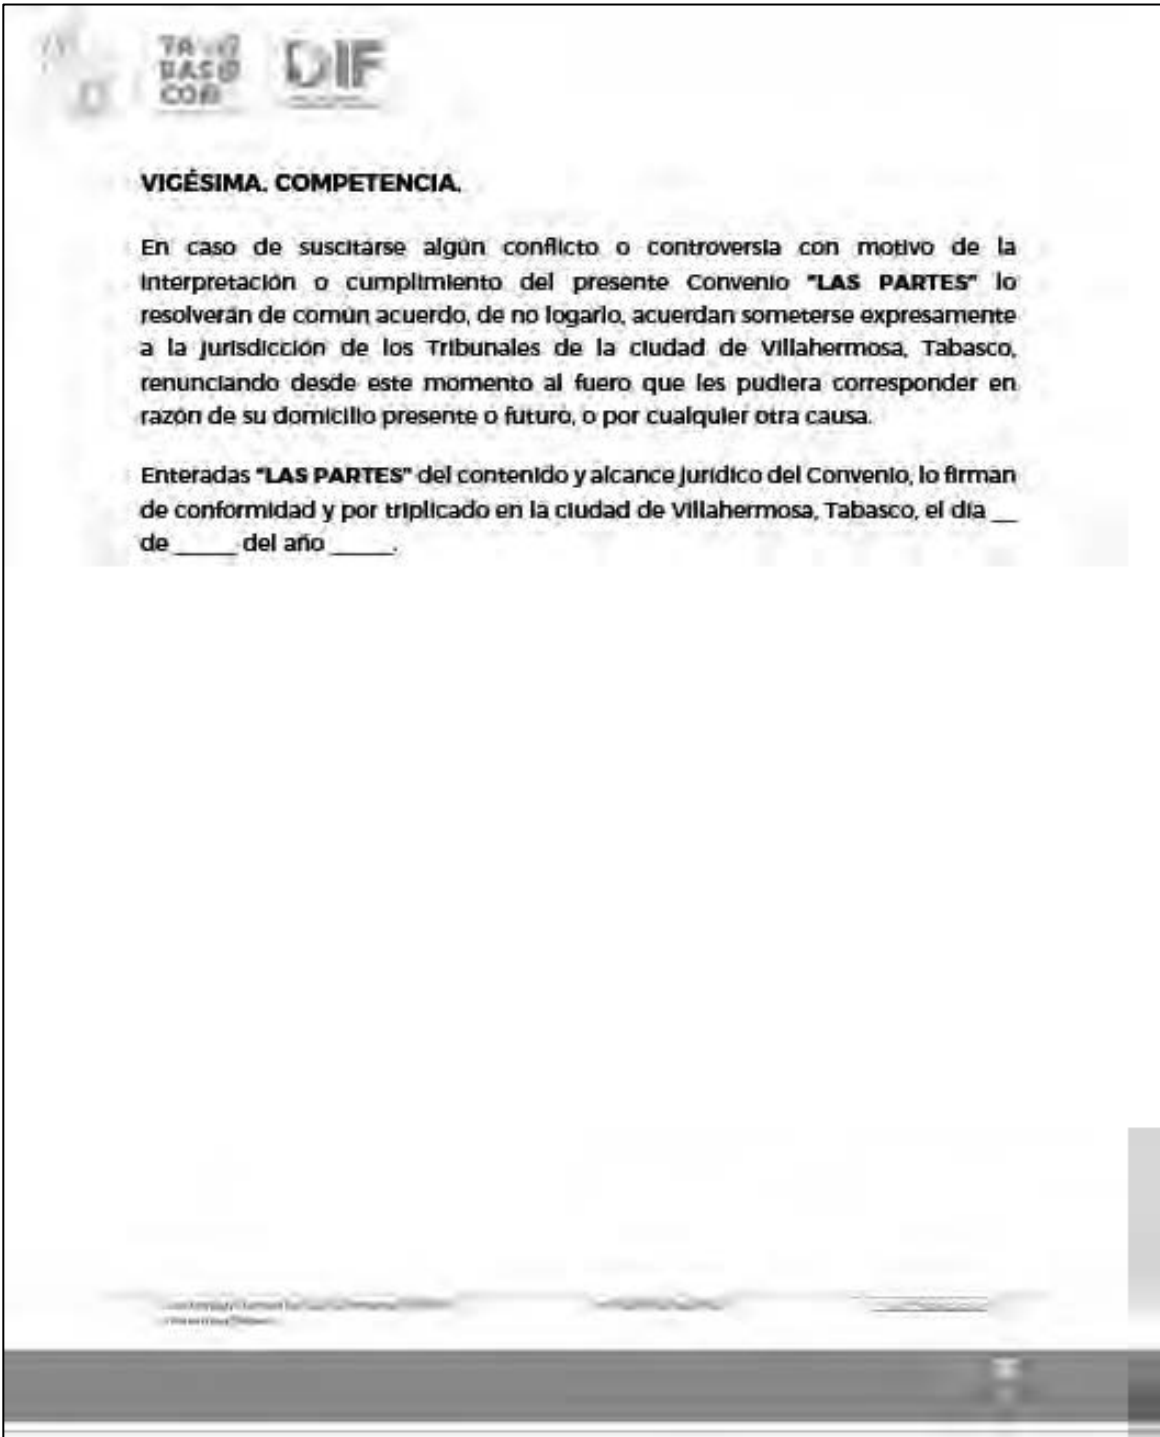 TA
BAS
CO
DIF
VIGÉSIMA. COMPETENCIA.
En caso de suscitarse algún conflicto o controversia con motivo de la
interpretación o cumplimiento del presente Convenio "LAS PARTES" lo
resolverán de común acuerdo, de no logarlo, acuerdan someterse expresamente
a la jurisdicción de los Tribunales de la ciudad de Villahermosa, Tabasco,
renunciando desde este momento al fuero que les pudiera corresponder en
razón de su domicilio presente o futuro, o por cualquier otra causa.
Enteradas "LAS PARTES" del contenido y alcance jurídico del Convenio, lo firman
de conformidad y por triplicado en la ciudad de Villahermosa, Tabasco, el día __
de _____ del año _____.